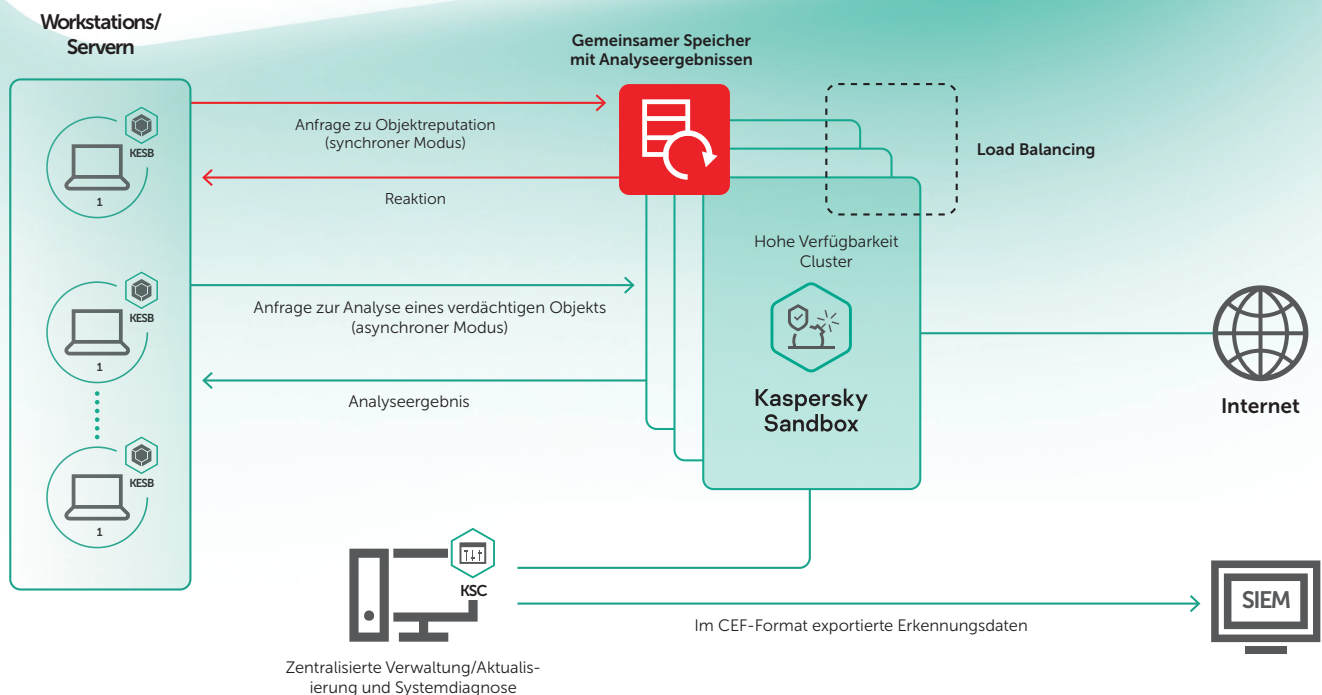 Workstations/
Servern
Gemeinsamer Speicher
mit Analyseergebnissen
Anfrage zu Objektreputation
(synchroner Modus)
Load Balancing
KESB
1
Reaktion
Hohe Verfügbarkeit
Cluster
Anfrage zur Analyse eines verdächtigen Objekts
(asynchroner Modus)
KESB
1
Analyseergebnis
Kaspersky
Sandbox
Internet
KESB
1
KSC
SIEM
Im CEF-Format exportierte Erkennungsdaten
Zentralisierte Verwaltung/Aktualis-
ierung und Systemdiagnose